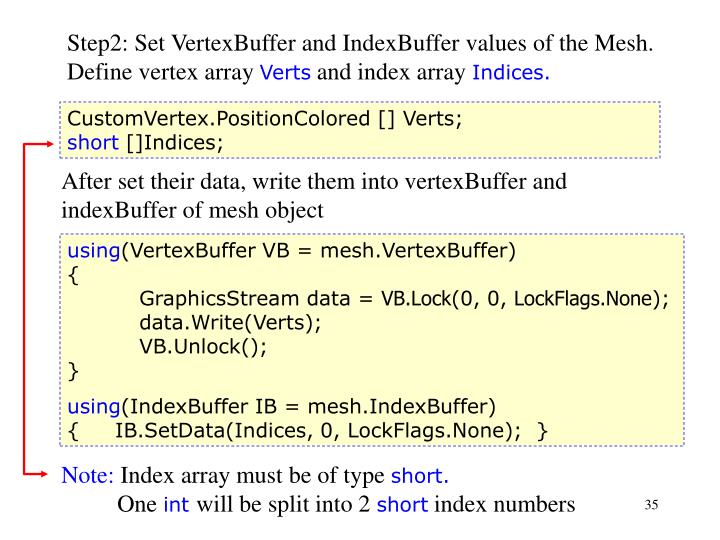 Step2: Set VertexBuffer and IndexBuffer values of the Mesh.
Define vertex array Verts and index array Indices.
CustomVertex.PositionColored [] Verts;
short []Indices;
After set their data, write them into vertexBuffer and
indexBuffer of mesh object
using(VertexBuffer VB = mesh.VertexBuffer)
{
GraphicsStream data = VB.Lock(0, 0, LockFlags.None);
data.Write(Verts);
VB.Unlock();
}
using(IndexBuffer IB = mesh.IndexBuffer)
{ IB.SetData(Indices, 0, LockFlags.None); }
Note: Index array must be of type short.
One int will be split into 2 short index numbers
35